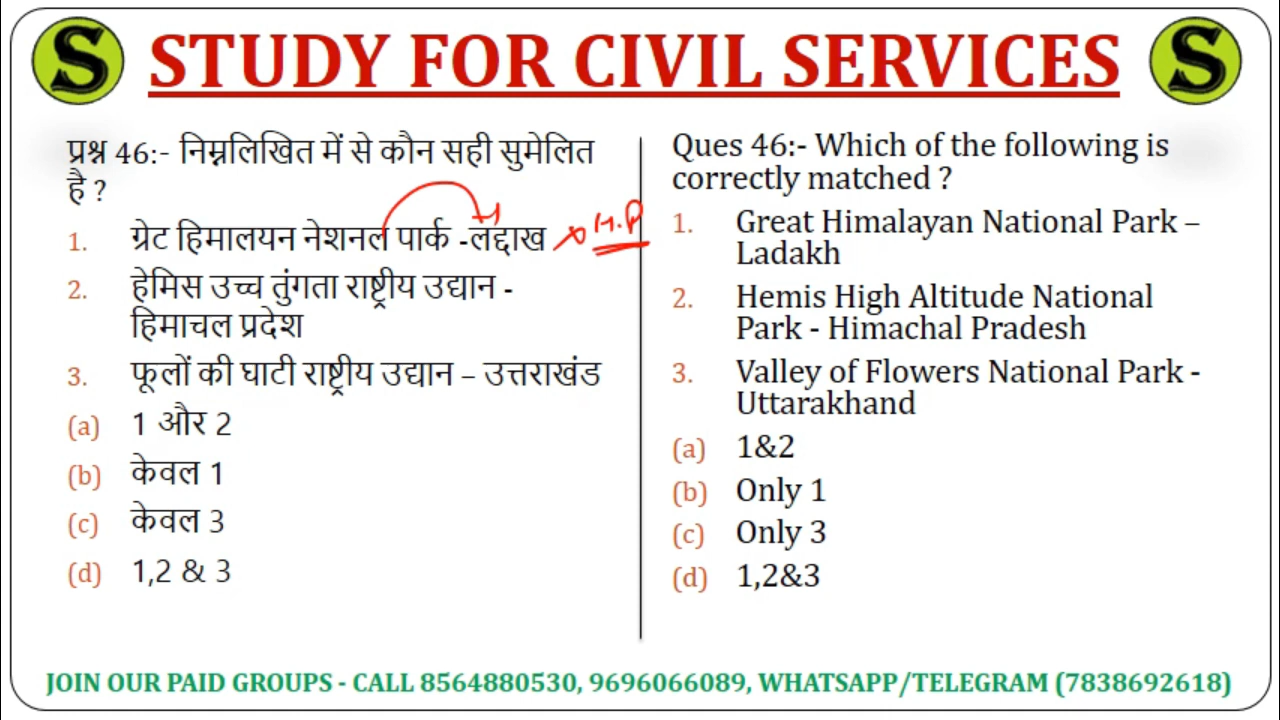 S STUDY FOR CIVIL SERVICES S
प्रश्न 46:- निम्नलिखित में से कौन सही सुमेलित
है ?
1. ग्रेट हिमालयन नेशनल पार्क -लद्दाख H.P
2. हेमिस उच्च तुंगता राष्ट्रीय उद्यान -
हिमाचल प्रदेश
3. फूलों की घाटी राष्ट्रीय उद्यान – उत्तराखंड
(a) 1 और 2
(b) केवल 1
(c) केवल 3
(d) 1,2 & 3
Ques 46:- Which of the following is
correctly matched ?
1. Great Himalayan National Park –
Ladakh
2. Hemis High Altitude National
Park - Himachal Pradesh
3. Valley of Flowers National Park -
Uttarakhand
(a) 1&2
(b) Only 1
(c) Only 3
(d) 1,2&3
JOIN OUR PAID GROUPS - CALL 8564880530, 9696066089, WHATSAPP/TELEGRAM (7838692618)